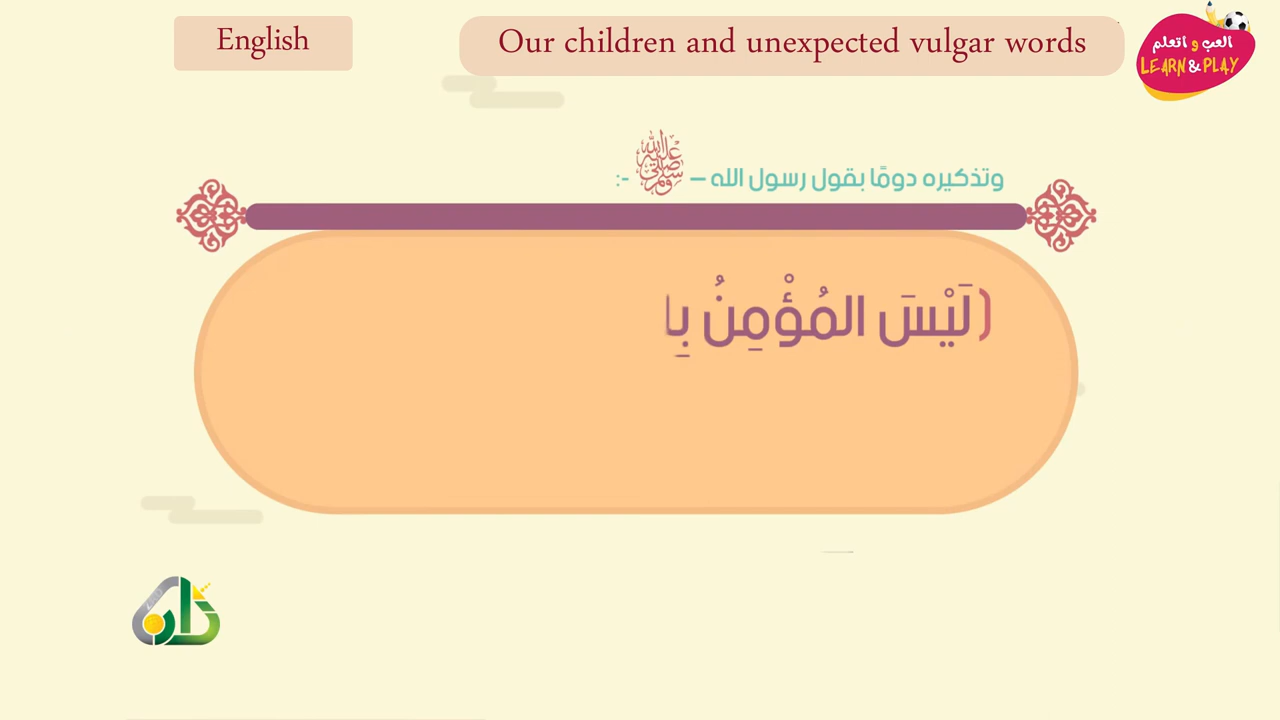 English
Our children and unexpected vulgar words
العب و اتعلم
LEARN & PLAY
وتذكيره دومًا بقول رسول الله – ﷺ -:
(لَيْسَ المُؤْمِنُ بِا